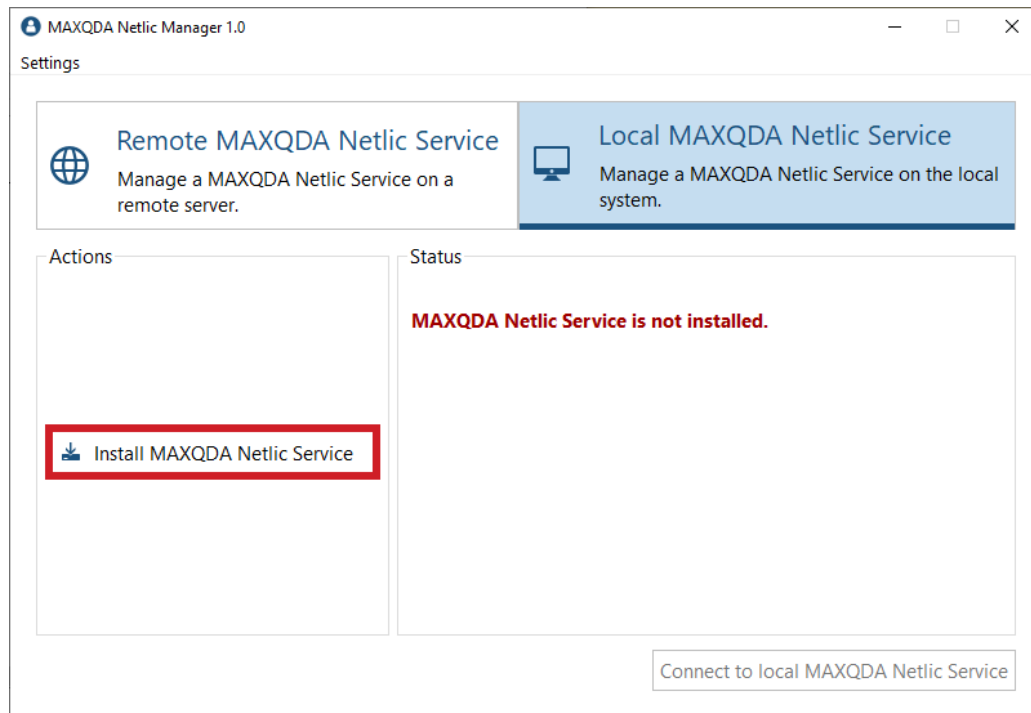 MAXQDA Netlic Manager 1.0
Settings
Remote MAXQDA Netlic Service
Manage a MAXQDA Netlic Service on a
remote server.
Local MAXQDA Netlic Service
Manage a MAXQDA Netlic Service on the local
system.
Actions
Install MAXQDA Netlic Service
Status
MAXQDA Netlic Service is not installed.
Connect to local MAXQDA Netlic Service